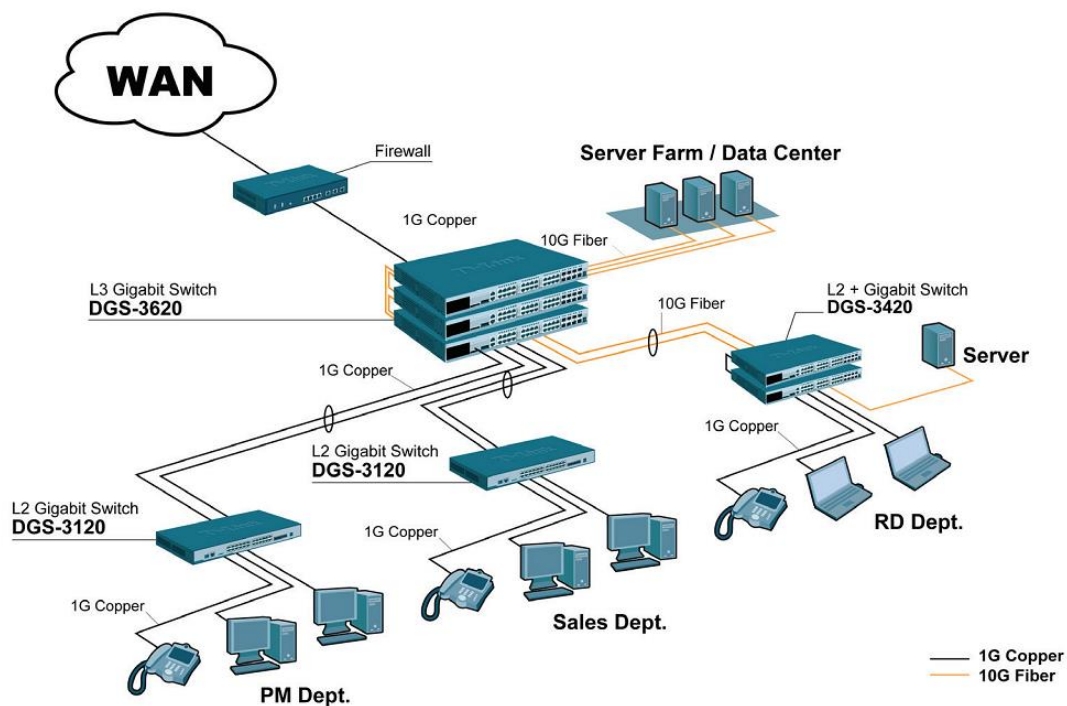 WAN
Firewall
Server Farm / Data Center
1G Copper
10G Fiber
L3 Gigabit Switch
DGS-3620
10G Fiber
L2 + Gigabit Switch
DGS-3420
Server
1G Copper
1G Copper
L2 Gigabit Switch
DGS-3120
L2 Gigabit Switch
DGS-3120
RD Dept.
1G Copper
1G Copper
Sales Dept.
PM Dept.
1G Copper
10G Fiber